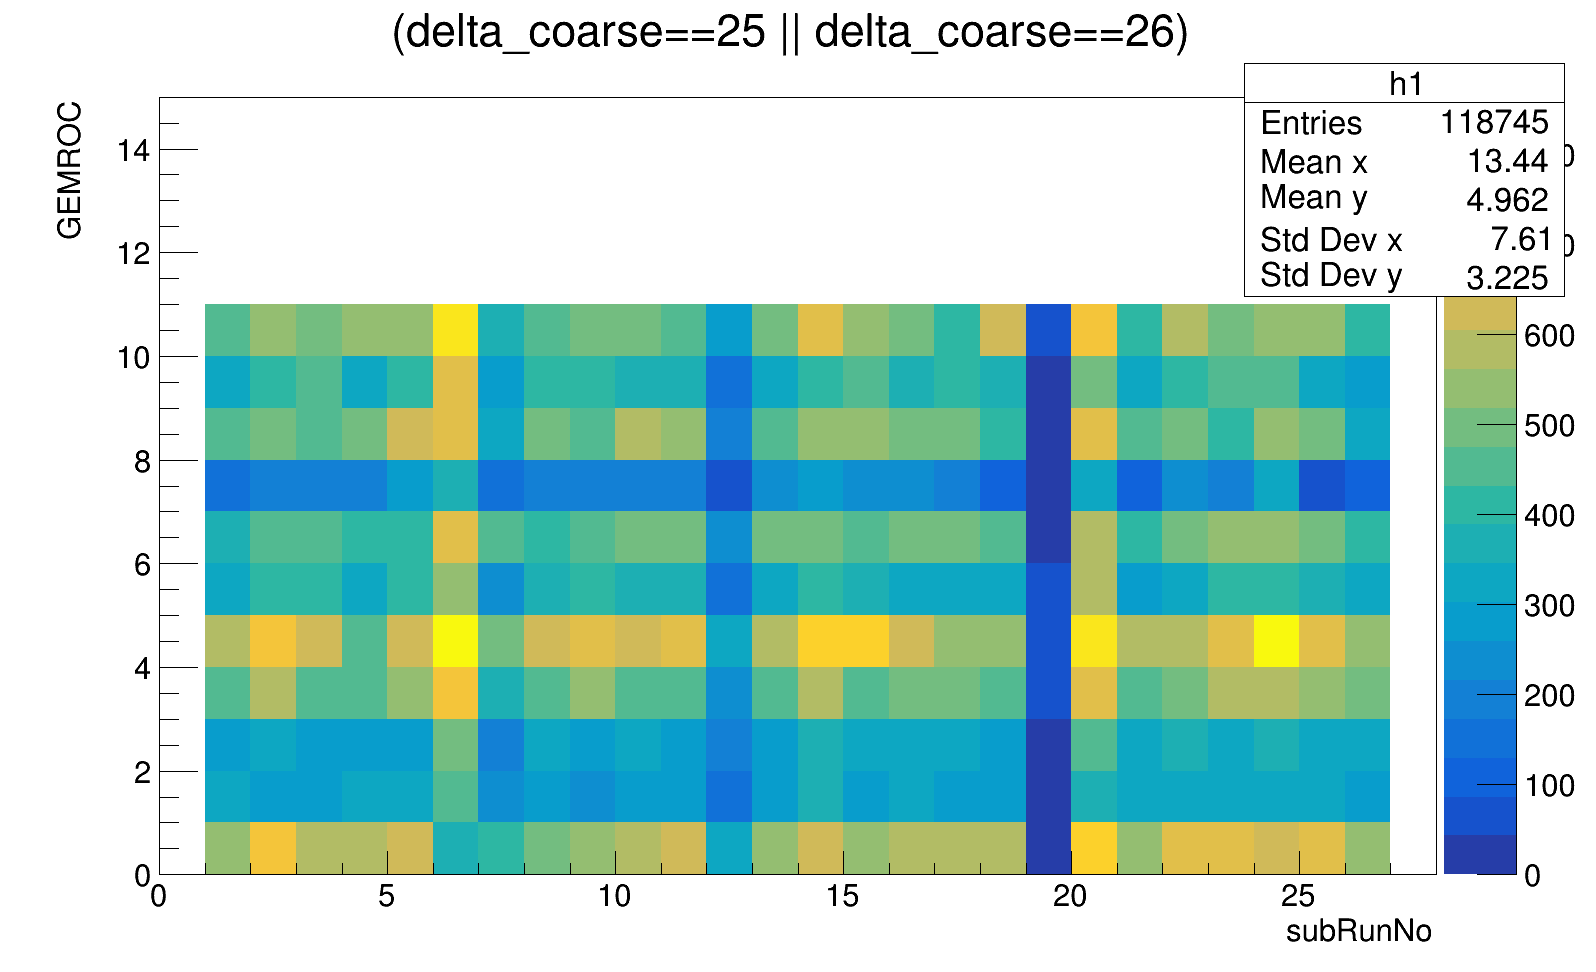 (delta_coarse==25 || delta_coarse==26)
h1
Entries 118745
Mean x 13.44
Mean y 4.962
Std Dev x 7.61
Std Dev y 3.225
GEMROC
14
12
10
8
6
4
2
0
0 5 10 15 20 25
subRunNo
600
500
400
300
200
100
0